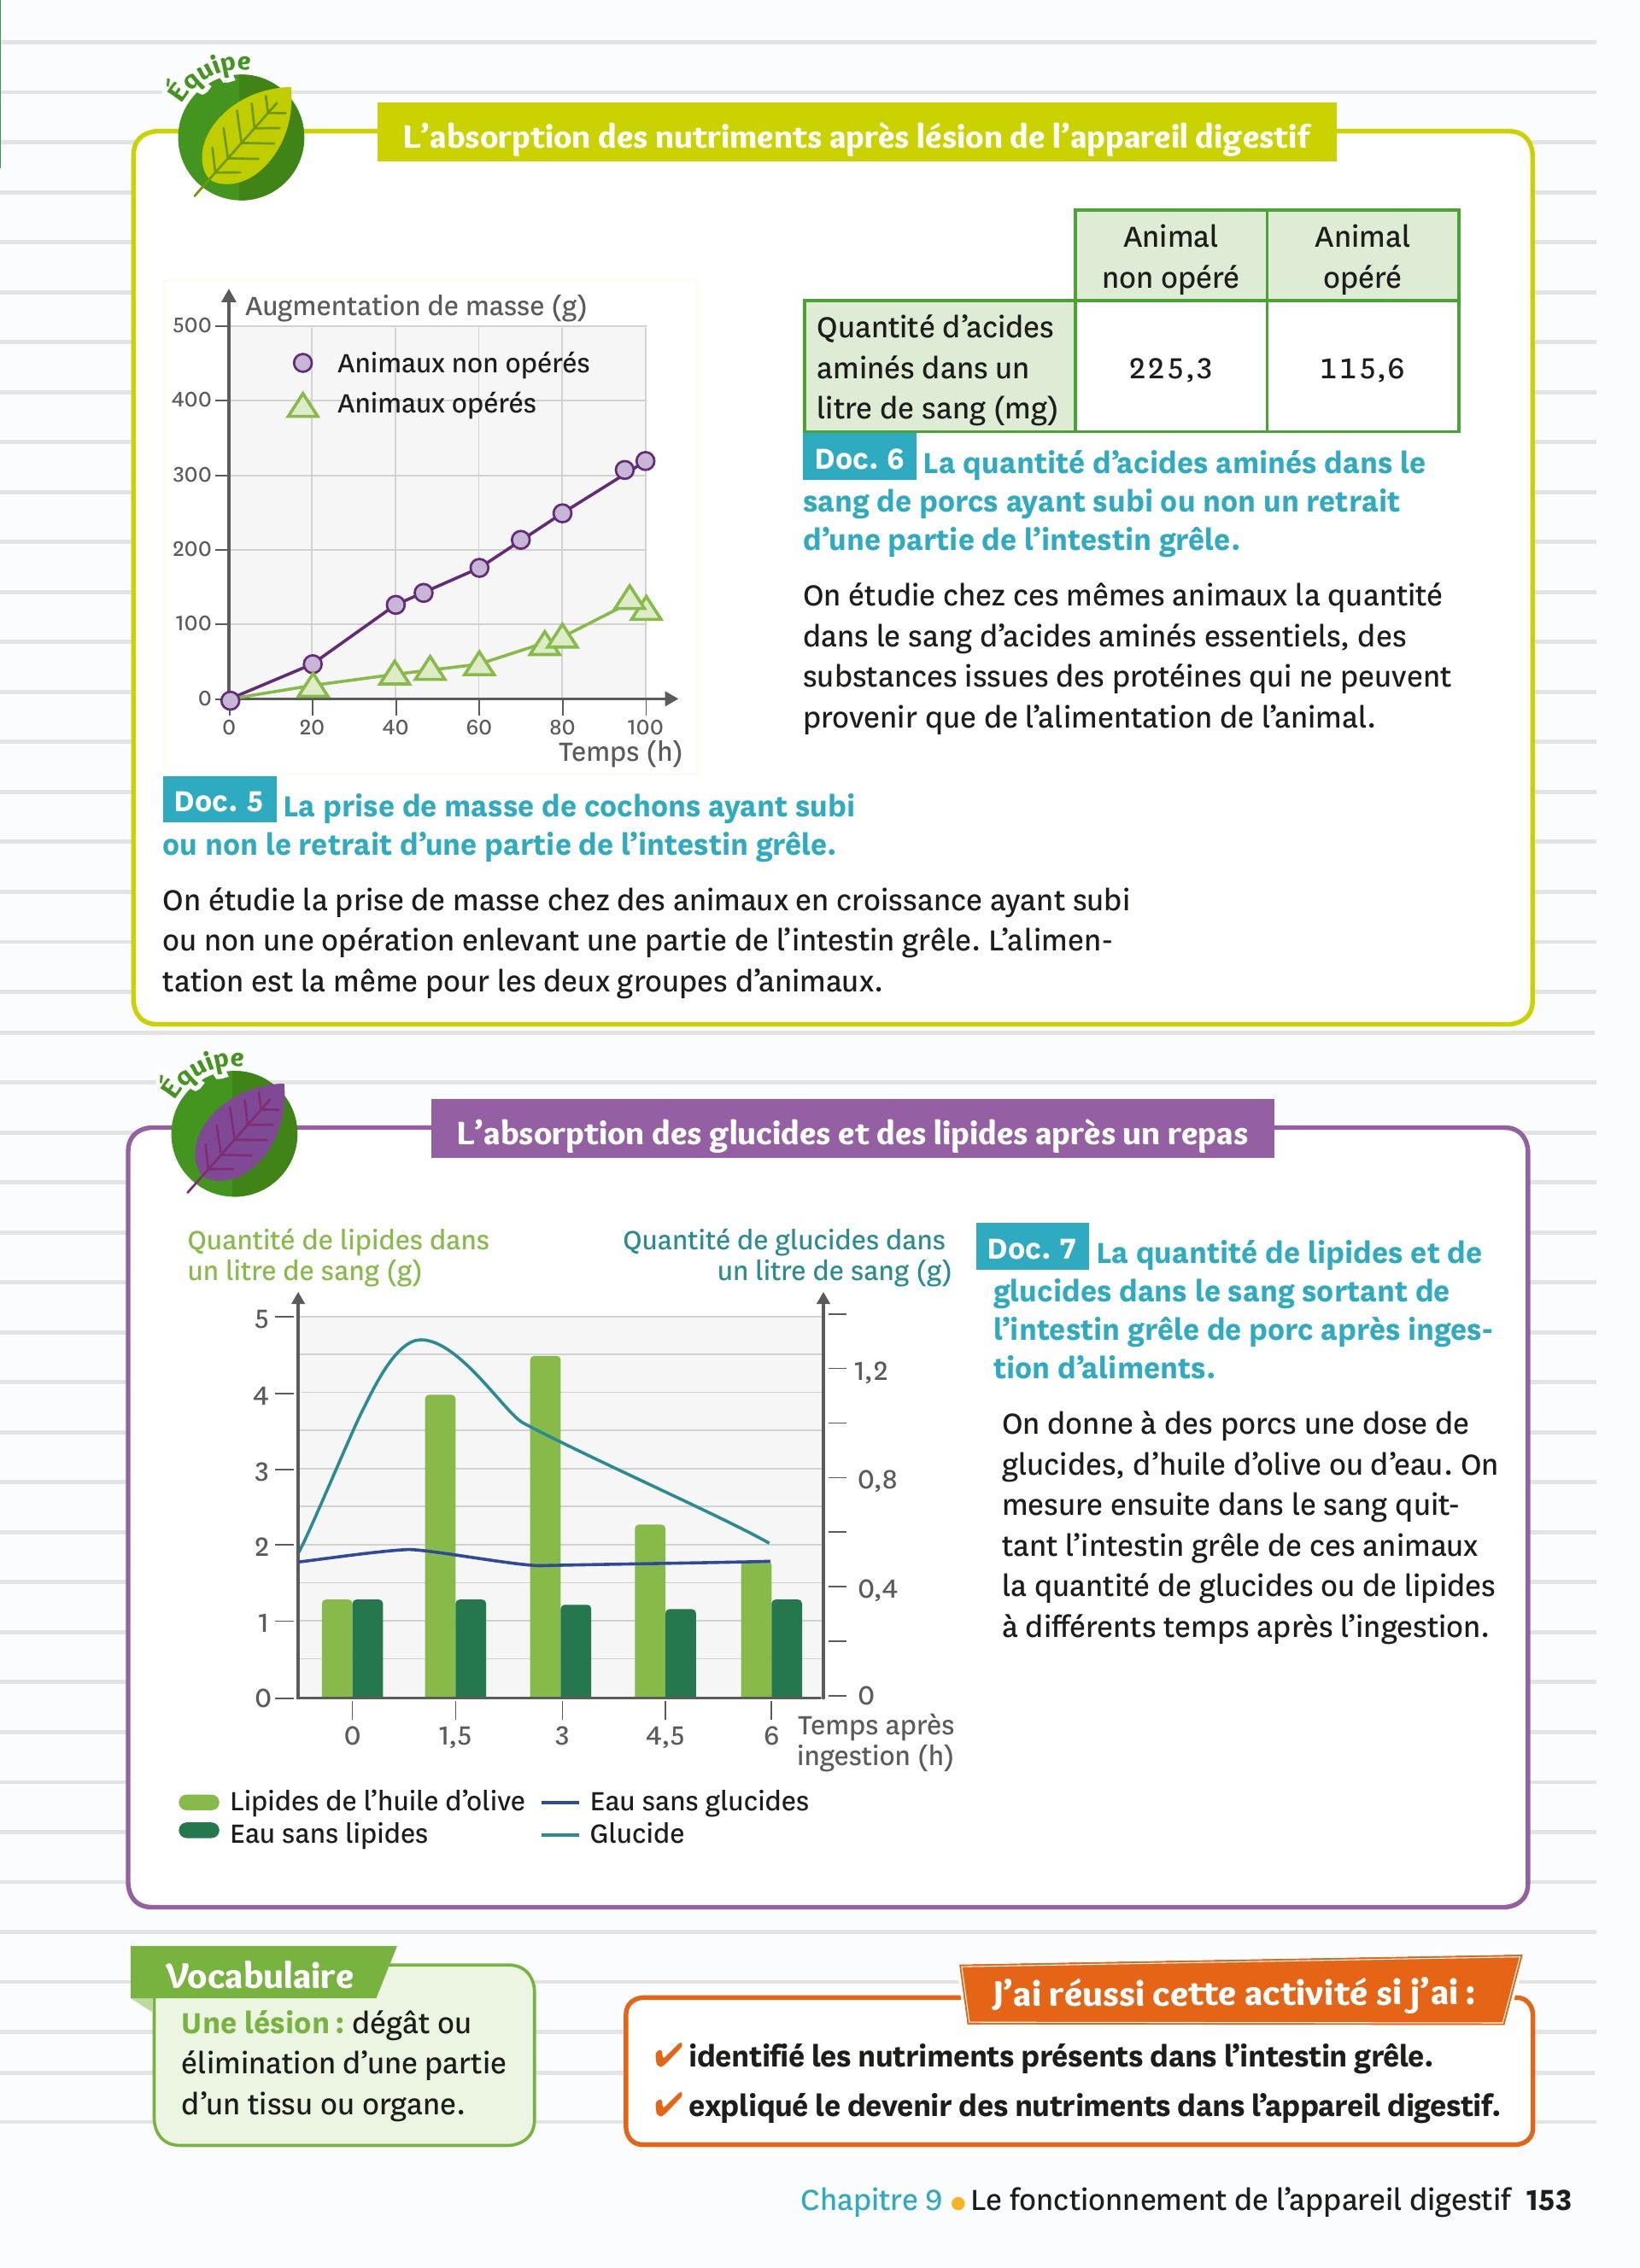 Équipe
L'absorption des nutriments après lésion de l'appareil digestif
Augmentation de masse (g)
500
400
300
200
100
0
Animaux non opérés
Animaux opérés
0 20 40 60 80 100
Temps (h)
Doc. 5 La prise de masse de cochons ayant subi
ou non le retrait d'une partie de l'intestin grêle.
On étudie la prise de masse chez des animaux en croissance ayant subi
ou non une opération enlevant une partie de l'intestin grêle. L'alimen-
tation est la même pour les deux groupes d'animaux.
Animal
non opéré
Animal
opéré
Quantité d'acides
aminés dans un
litre de sang (mg)
225,3
115,6
Doc. 6 La quantité d'acides aminés dans le
sang de porcs ayant subi ou non un retrait
d'une partie de l'intestin grêle.
On étudie chez ces mêmes animaux la quantité
dans le sang d'acides aminés essentiels, des
substances issues des protéines qui ne peuvent
provenir que de l'alimentation de l'animal.
Équipe
L'absorption des glucides et des lipides après un repas
Quantité de lipides dans
un litre de sang (g)
Quantité de glucides dans
un litre de sang (g)
5
4
3
2
1
0
1,2
0,8
0,4
0
0 1,5 3 4,5 6
Temps après
ingestion (h)
Lipides de l'huile d'olive
Eau sans lipides
Eau sans glucides
Glucide
Doc. 7 La quantité de lipides et de
glucides dans le sang sortant de
l'intestin grêle de porc après inges-
tion d'aliments.
On donne à des porcs une dose de
glucides, d'huile d'olive ou d'eau. On
mesure ensuite dans le sang quit-
tant l'intestin grêle de ces animaux
la quantité de glucides ou de lipides
à différents temps après l'ingestion.
Vocabulaire
Une lésion : dégât ou
élimination d'une partie
d'un tissu ou organe.
J'ai réussi cette activité si j'ai :
✔ identifié les nutriments présents dans l'intestin grêle.
✔ expliqué le devenir des nutriments dans l'appareil digestif.
Chapitre 9 • Le fonctionnement de l'appareil digestif 153